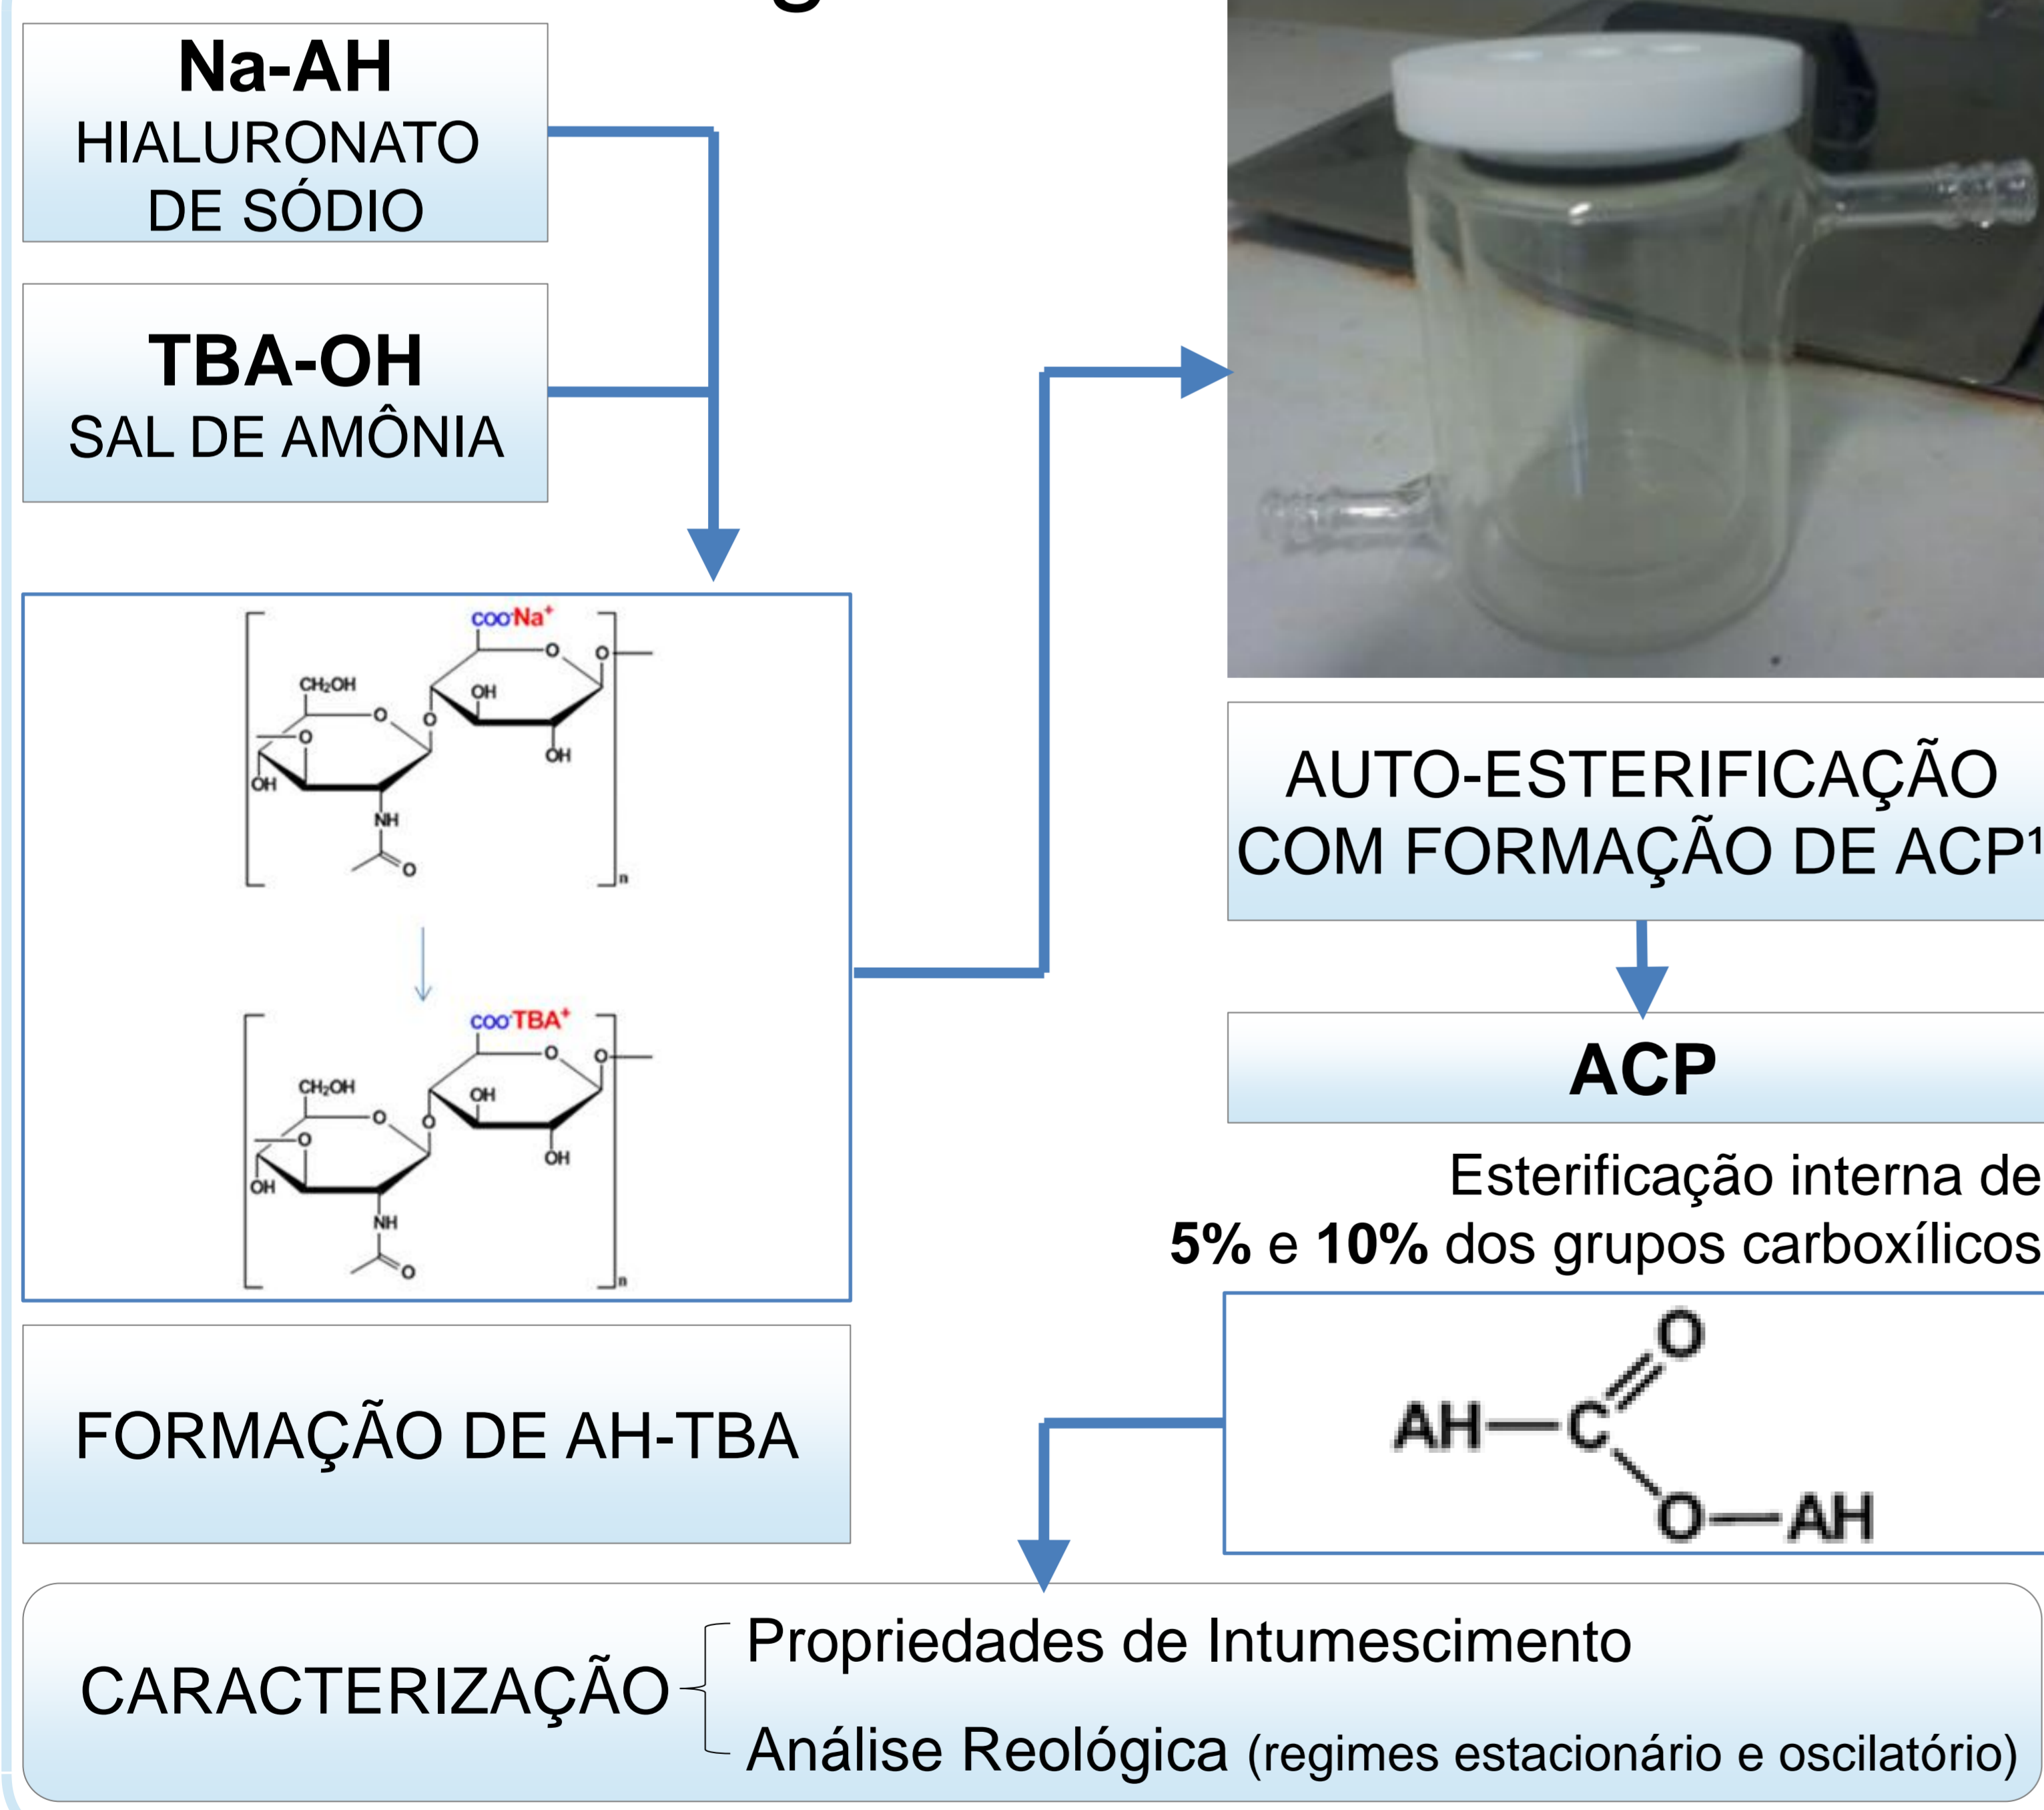 Na-AH
HIALURONATO
DE SÓDIO
TBA-OH
SAL DE AMÔNIA
COO⁻Na⁺
O
O
CH₂OH
OH
O
O
O
OH
OH
NH
O
n
COO⁻TBA⁺
O
O
CH₂OH
OH
O
O
O
OH
OH
NH
O
n
FORMAÇÃO DE AH-TBA
AUTO-ESTERIFICAÇÃO
COM FORMAÇÃO DE ACP¹
ACP
Esterificação interna de
5% e 10% dos grupos carboxílicos
O
AH—C
O—AH
CARACTERIZAÇÃO
Propriedades de Intumescimento
Análise Reológica (regimes estacionário e oscilatório)